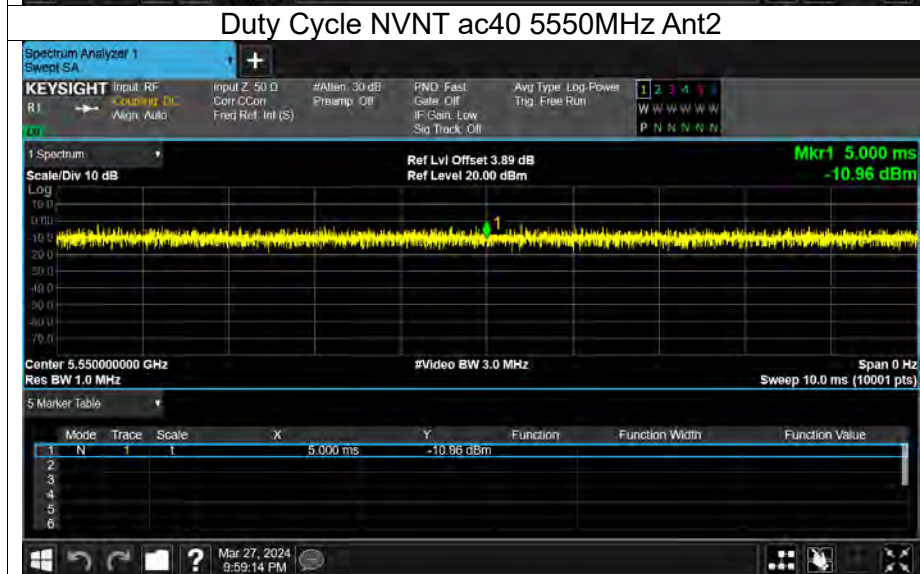 Duty Cycle NVNT ac40 5550MHz Ant2
Spectrum Analyzer 1
Swept SA
+
KEYSIGHT Input: RF Input Z: 50 Ω #Atten: 30 dB PNO: Fast Avg Type: Log-Power 1 2 3 4 5 6
Coupling: DC Corr CCorr Preamp: Off Gate: Off Trig: Free Run W W W W W W
Align: Auto Freq Ref: Int (S) IF Gain: Low P N N N N N
Sig Track: Off
1 Spectrum Ref Lvl Offset 3.89 dB Mkr1 5.000 ms
Scale/Div 10 dB Ref Level 20.00 dBm -10.96 dBm
Log
10.0
0.00
1
-10.0
-20.0
-30.0
-40.0
-50.0
-60.0
-70.0
Center 5.550000000 GHz #Video BW 3.0 MHz Span 0 Hz
Res BW 1.0 MHz Sweep 10.0 ms (10001 pts)
5 Marker Table
Mode Trace Scale X Y Function Function Width Function Value
1 N 1 t 5.000 ms -10.96 dBm
2
3
4
5
6
? Mar 27, 2024
9:59:14 PM